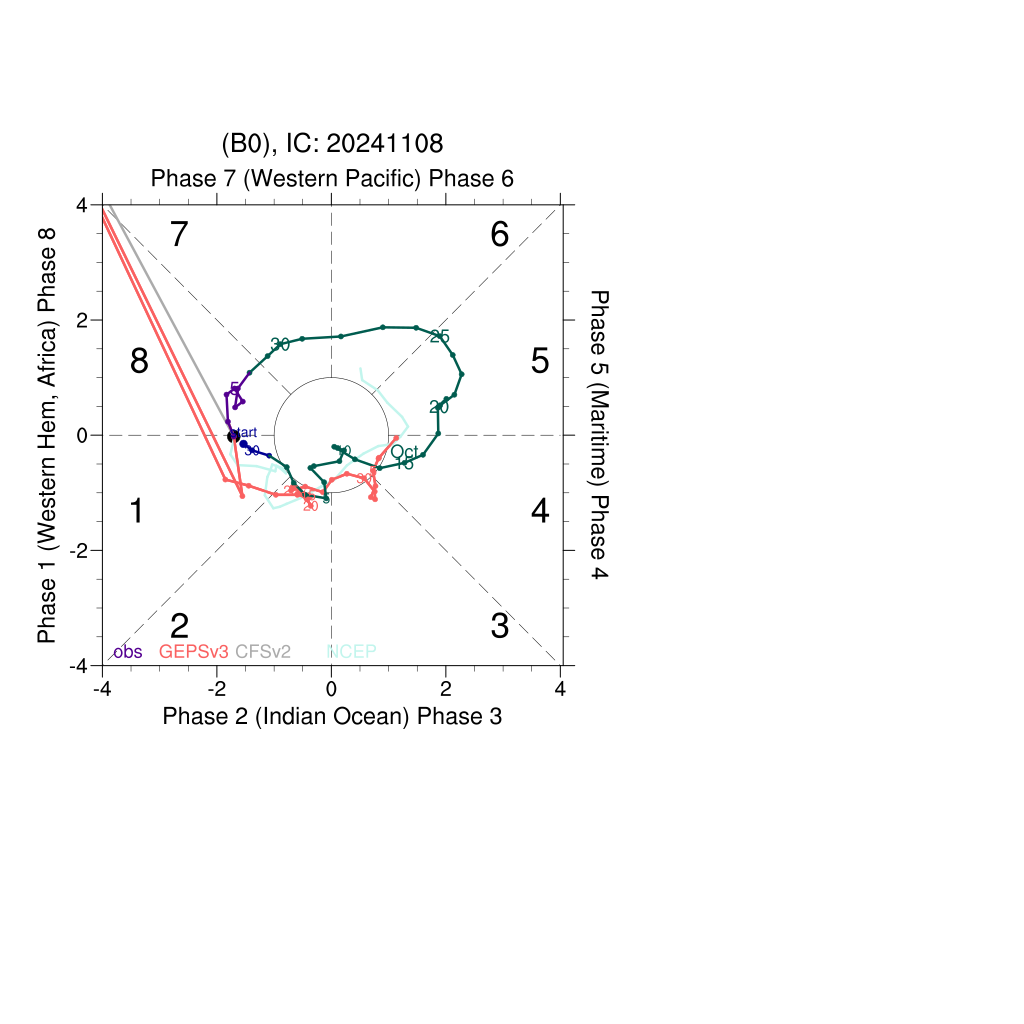 (B0), IC: 20241108
Phase 7 (Western Pacific) Phase 6
4
7
6
Phase 1 (Western Hem, Africa) Phase 8
Phase 5 (Maritime) Phase 4
2
8
5
30
25
5
20
0
30
Oct
15
30
1
4
5
20
-2
2
3
obs GEPSv3 CFSv2 NCEP
-4
-4 -2 0 2 4
Phase 2 (Indian Ocean) Phase 3